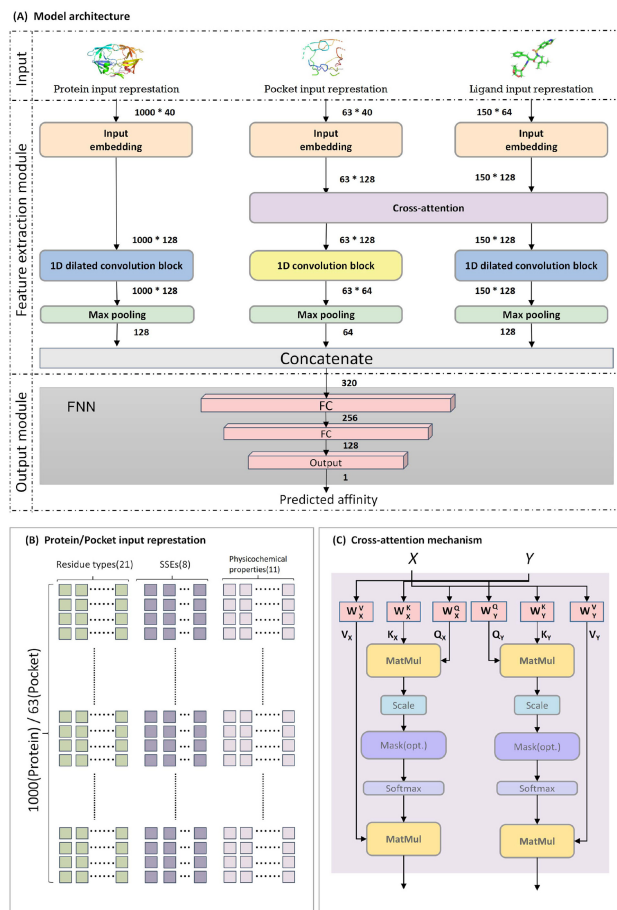 (A) Model architecture
Input
Protein input represtation
Pocket input represtation
Ligand input represtation
Feature extraction module
1000 * 40
63 * 40
150 * 64
Input
embedding
Input
embedding
Input
embedding
63 * 128
150 * 128
Cross-attention
1000 * 128
63 * 128
150 * 128
1D dilated convolution block
1D convolution block
1D dilated convolution block
1000 * 128
63 * 64
150 * 128
Max pooling
Max pooling
Max pooling
128
64
128
Concatenate
Output module
320
FNN
FC
256
FC
128
Output
1
Predicted affinity
(B) Protein/Pocket input represtation
Residue types(21)
SSEs(8)
Physicochemical
properties(11)
1000(Protein) / 63(Pocket)
(C) Cross-attention mechanism
X
Y
W_X^V
W_X^K
W_X^Q
W_Y^Q
W_Y^K
W_Y^V
V_X
K_X
Q_X
Q_Y
K_Y
V_Y
MatMul
MatMul
Scale
Scale
Mask(opt.)
Mask(opt.)
Softmax
Softmax
MatMul
MatMul